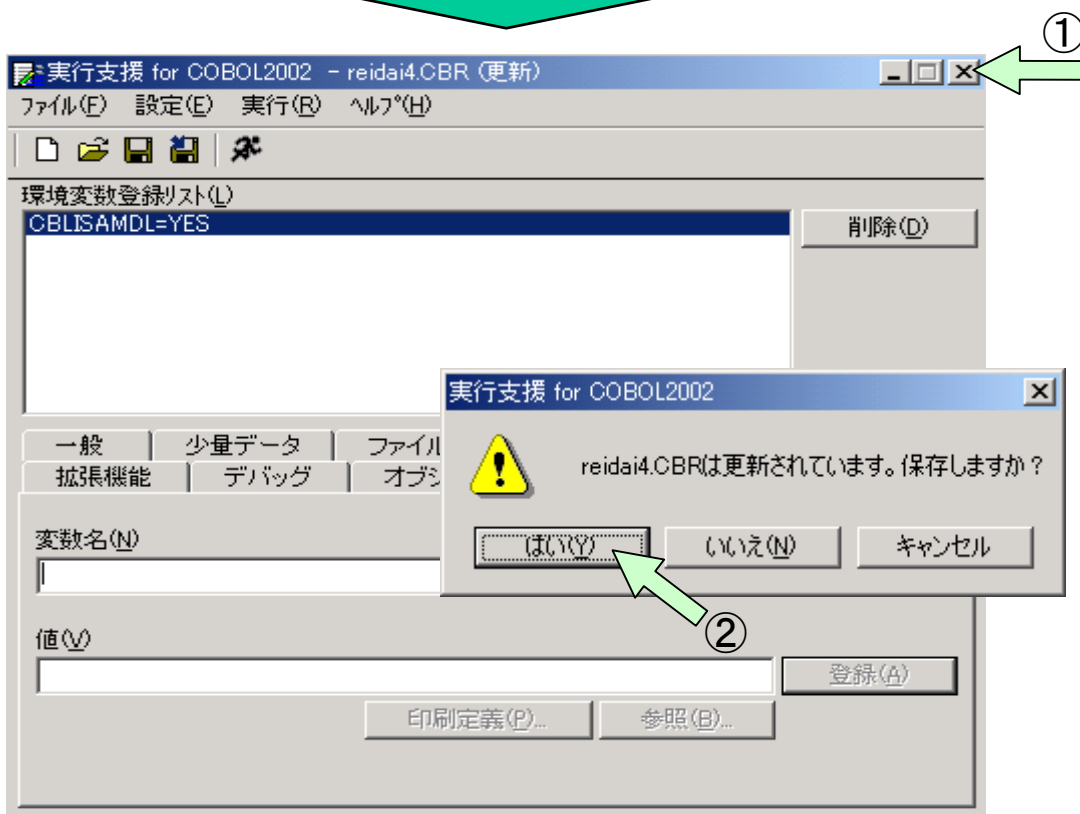 ①
実行支援 for COBOL2002 - reidai4.CBR (更新)
ファイル(F) 設定(E) 実行(R) ヘルプ(H)
環境変数登録リスト(L)
CBLISAMDL=YES
削除(D)
実行支援 for COBOL2002
reidai4.CBRは更新されています。保存しますか？
はい(Y) いいえ(N) キャンセル
②
一般 少量データ ファイル
拡張機能 デバッグ オブシ
変数名(N)
値(V)
登録(A)
印刷定義(P)... 参照(B)...